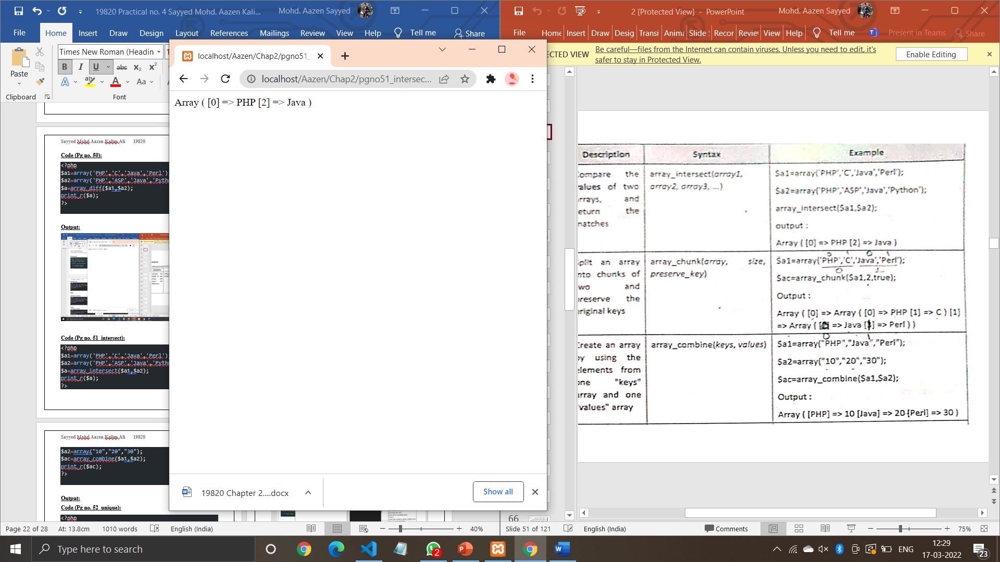 19820 Practical no. 4 Sayyed Mohd. Aazen Kali...
Mohd. Aazen Sayyed
File Home Insert Draw Design Layout References Mailings Review View Help Tell me Share
Times New Roman (Headin
Paste
Clipboard Font
2 [Protected View] - PowerPoint
Mohd. Aazen Sayyed
File Home Insert Draw Desig Transi Anima Slide Recor Review View Help Tell me Present in Teams Share
ECTED VIEW Be careful—files from the Internet can contain viruses. Unless you need to edit, it's
safer to stay in Protected View.
Enable Editing
localhost/Aazen/Chap2/pgno51_
localhost/Aazen/Chap2/pgno51_intersec...
Array ( [0] => PHP [2] => Java )
19820 Chapter 2....docx
Show all
Sayyed Mohd Aazen Kalim Ali 19820
Code (Pg no. 50):
<?php
$a1=array('PHP','C','Java','Perl')
$a2=array('PHP','ASP','Java','Pytho
$a=array_diff($a1,$a2);
print_r($a);
?>
Output:
Code (Pg no. 51 intersect):
<?php
$a1=array('PHP','C','Java','Perl')
$a2=array('PHP','ASP','Java','Pytho
$a=array_intersect($a1,$a2);
print_r($a);
?>
Sayyed Mohd Aazen Kalim Ali 19820
$a2=array("10","20","30");
$ac=array_combine($a1,$a2);
print_r($ac);
?>
Output:
Code (Pg no. 52 unique):
<?php
Description Syntax Example
ompare the
alues of two
rrays, and
eturn the
natches
array_intersect(array1,
array2, array3, ...)
$a1=array('PHP','C','Java','Perl');
$a2=array('PHP','ASP','Java','Python');
array_intersect($a1,$a2);
output :
Array ( [0] => PHP [2] => Java )
plit an array
nto chunks of
wo and
reserve the
riginal keys
array_chunk(array, size,
preserve_key)
$a1=array('PHP','C','Java','Perl');
$ac=array_chunk($a1,2,true);
Output :
Array ( [0] => Array ( [0] => PHP [1] => C ) [1]
=> Array ( [2] => Java [3] => Perl ) )
Create an array
by using the
elements from
one "keys"
array and one
"values" array
array_combine(keys, values)
$a1=array("PHP","Java","Perl");
$a2=array("10","20","30");
$ac=array_combine($a1,$a2);
Output :
Array ( [PHP] => 10 [Java] => 20 [Perl] => 30 )
66
Page 22 of 28 At: 13.8cm 1010 words English (India) 40%
Slide 51 of 121 English (India) Comments 75%
Type here to search
2
ENG
12:29
17-03-2022
23